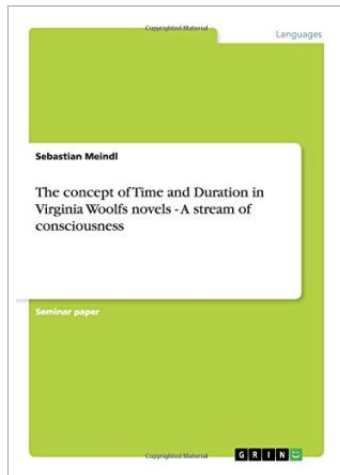 Copyrighted Material
Languages
Sebastian Meindl
The concept of Time and Duration in
Virginia Woolfs novels - A stream of
consciousness
Seminar paper
GRIN
Copyrighted Material